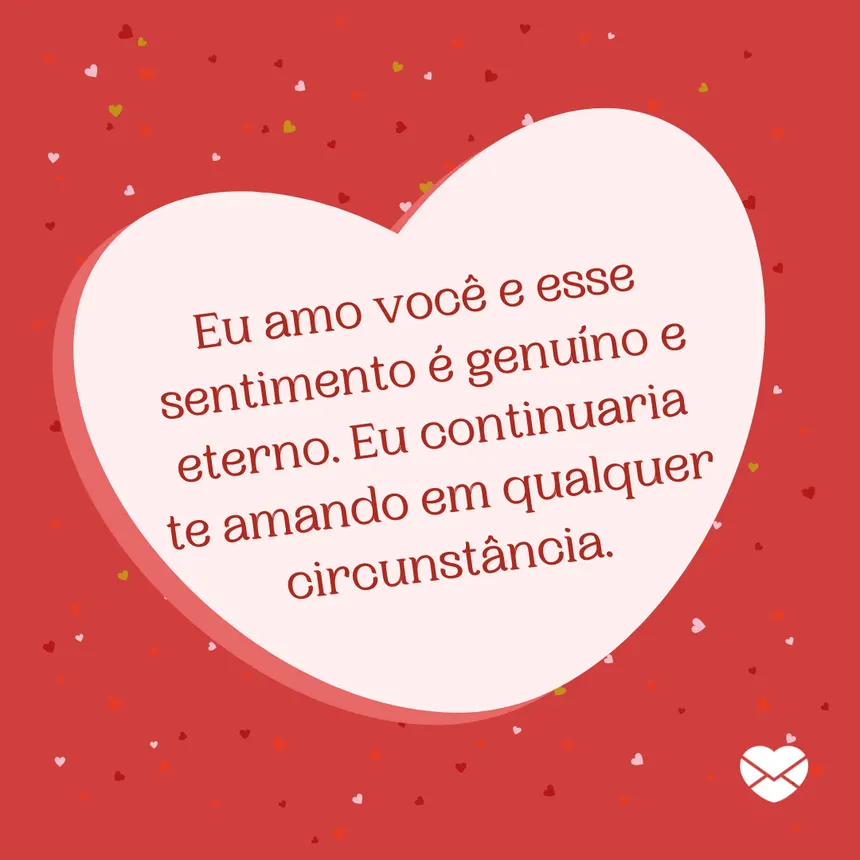 Eu amo você e esse
sentimento é genuíno e
eterno. Eu continuaria
te amando em qualquer
circunstância.